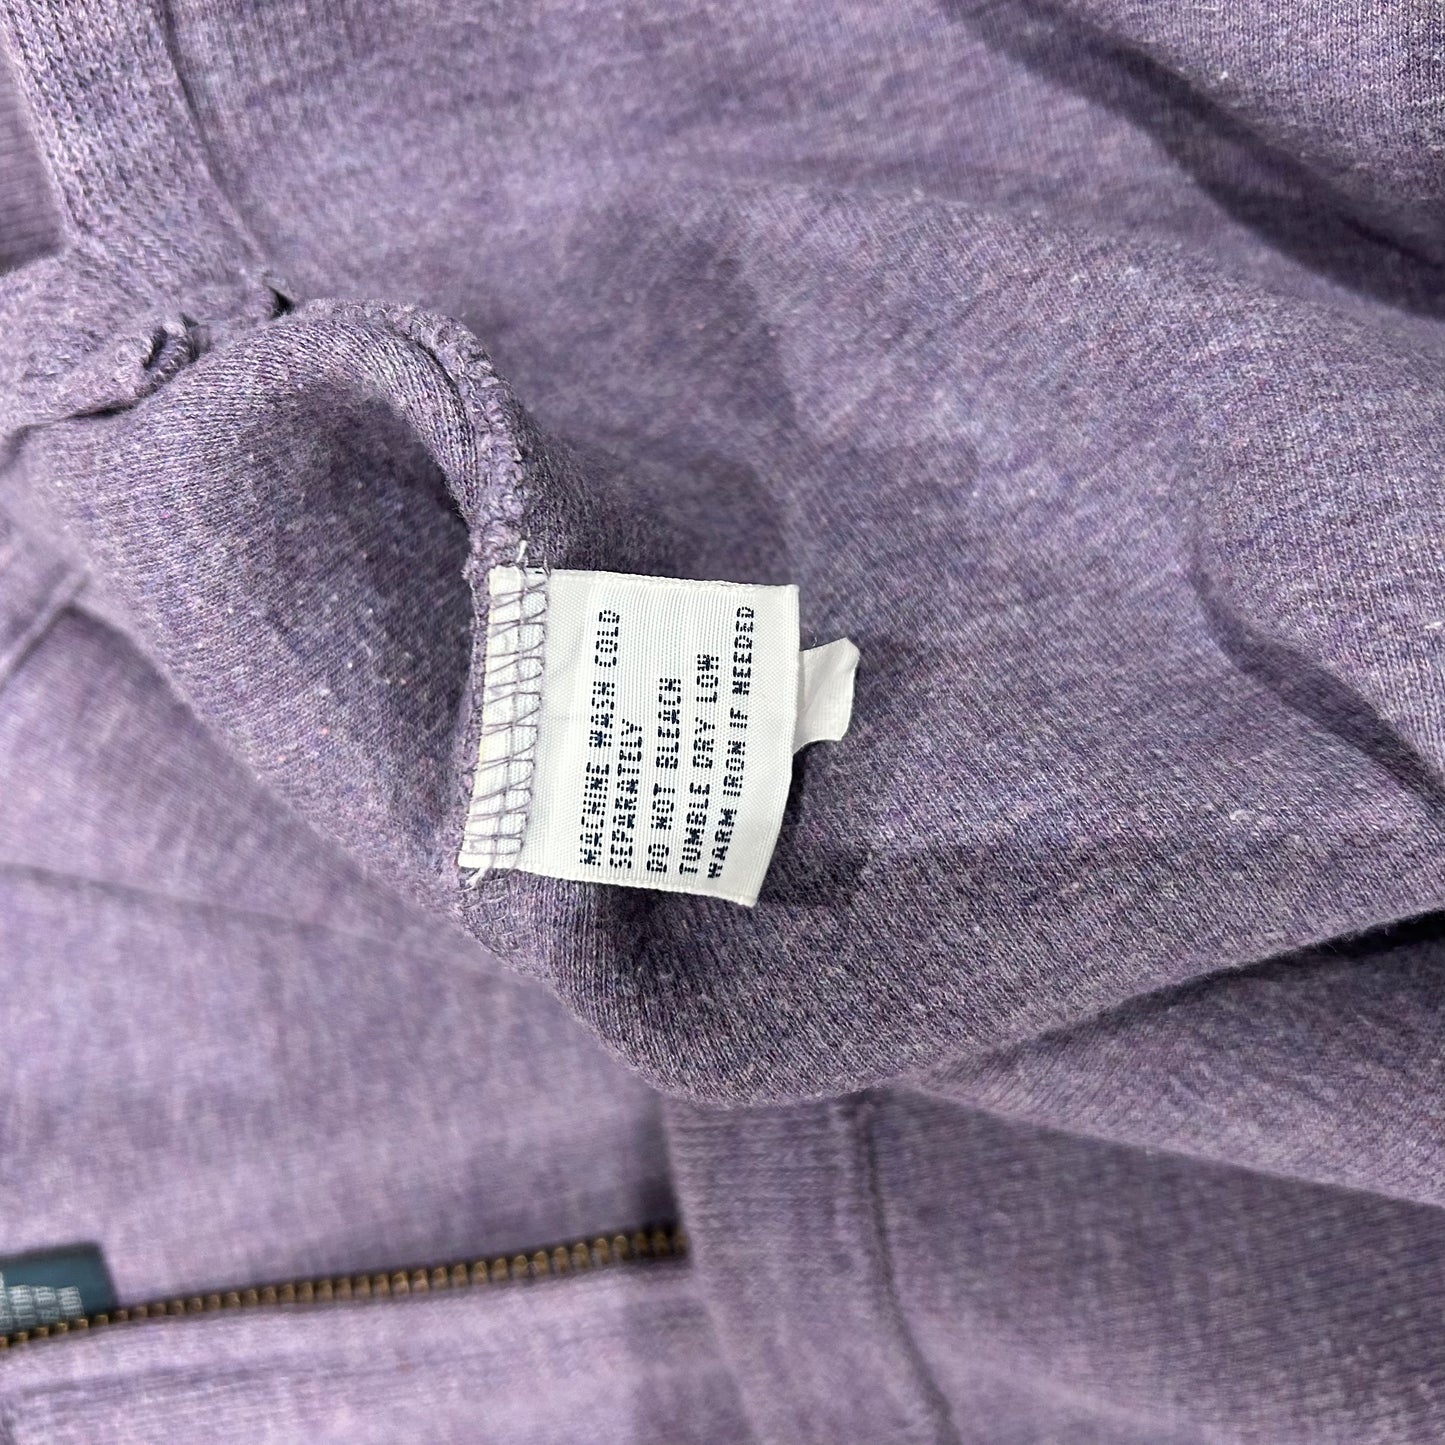 MACHINE WASH COLD
SEPARATELY
DO NOT BLEACH
TUMBLE DRY LOW
WARM IRON IF NEEDED